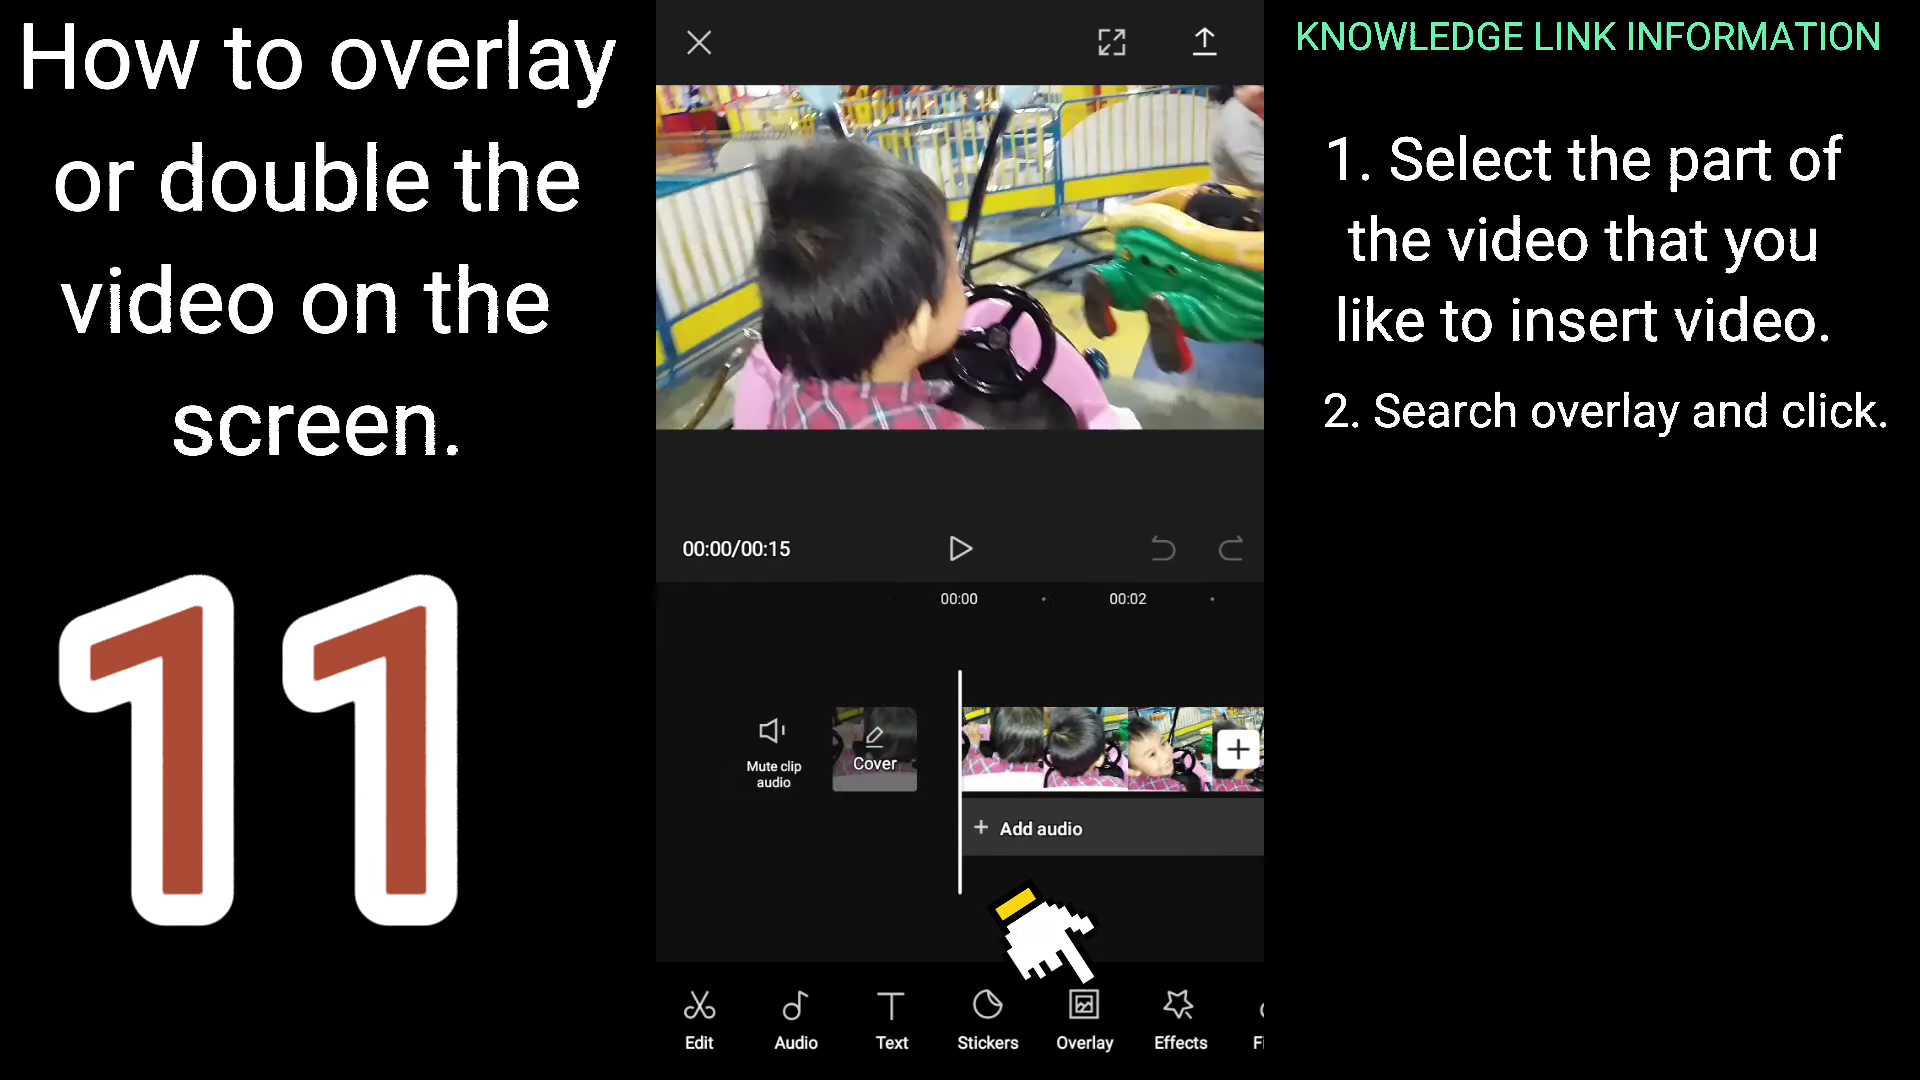 How to overlay
or double the
video on the
screen.
11
00:00/00:15
00:00
00:02
Mute clip
audio
Cover
+ Add audio
Edit
Audio
Text
Stickers
Overlay
Effects
KNOWLEDGE LINK INFORMATION
1. Select the part of
the video that you
like to insert video.
2. Search overlay and click.